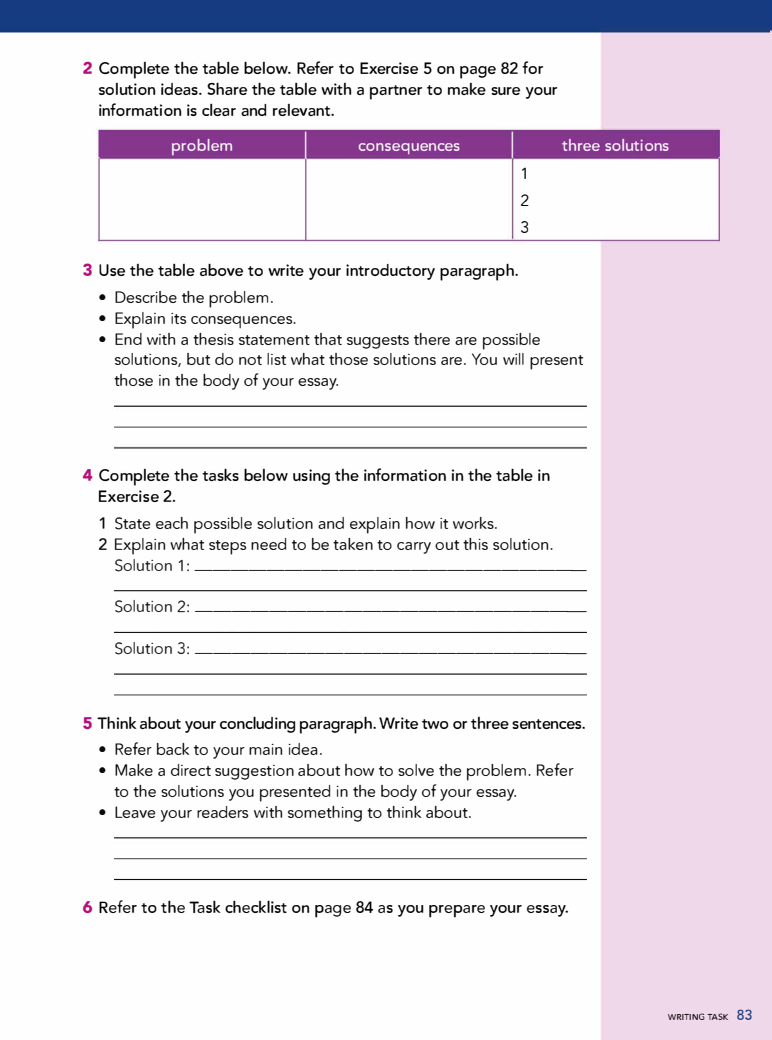 2 Complete the table below. Refer to Exercise 5 on page 82 for
solution ideas. Share the table with a partner to make sure your
information is clear and relevant.
problem consequences three solutions
1
2
3
3 Use the table above to write your introductory paragraph.
• Describe the problem.
• Explain its consequences.
• End with a thesis statement that suggests there are possible
solutions, but do not list what those solutions are. You will present
those in the body of your essay.
4 Complete the tasks below using the information in the table in
Exercise 2.
1 State each possible solution and explain how it works.
2 Explain what steps need to be taken to carry out this solution.
Solution 1:
Solution 2:
Solution 3:
5 Think about your concluding paragraph. Write two or three sentences.
• Refer back to your main idea.
• Make a direct suggestion about how to solve the problem. Refer
to the solutions you presented in the body of your essay.
• Leave your readers with something to think about.
6 Refer to the Task checklist on page 84 as you prepare your essay.
WRITING TASK 83